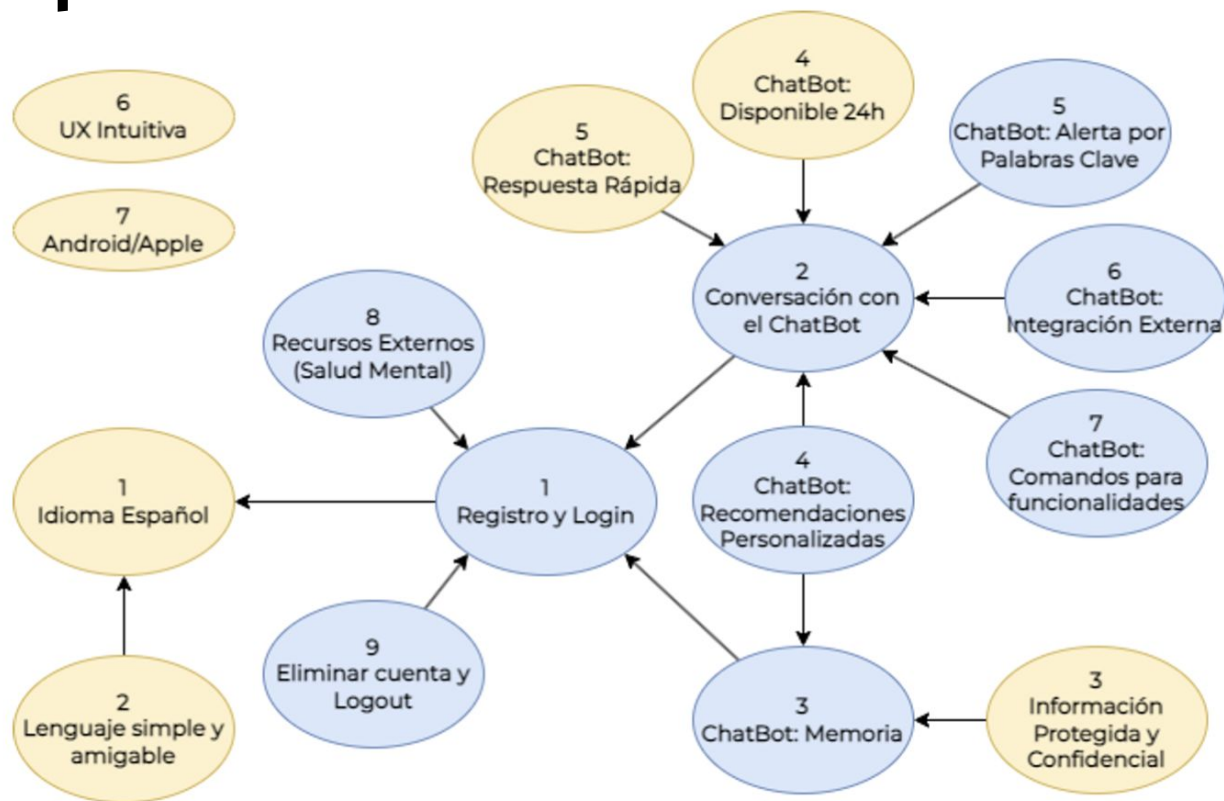 6
UX Intuitiva
7
Android/Apple
4
ChatBot:
Disponible 24h
5
ChatBot:
Respuesta Rápida
5
ChatBot: Alerta por
Palabras Clave
2
Conversación con
el ChatBot
6
ChatBot:
Integración Externa
8
Recursos Externos
(Salud Mental)
7
ChatBot:
Comandos para
funcionalidades
4
ChatBot:
Recomendaciones
Personalizadas
1
Idioma Español
1
Registro y Login
9
Eliminar cuenta y
Logout
2
Lenguaje simple y
amigable
3
ChatBot: Memoria
3
Información
Protegida y
Confidencial